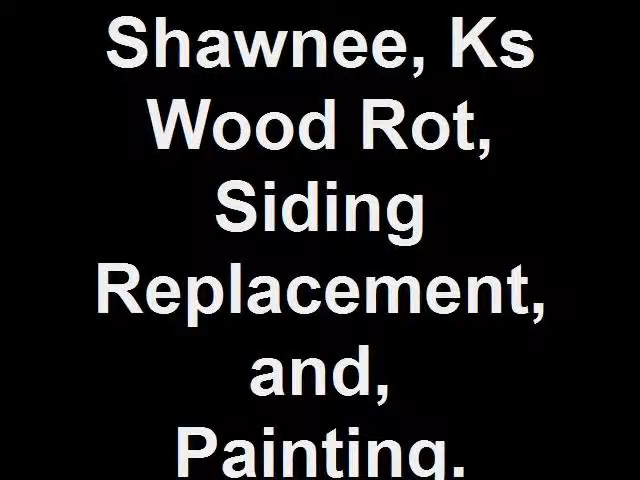 Shawnee, Ks
Wood Rot,
Siding
Replacement,
and,
Painting.